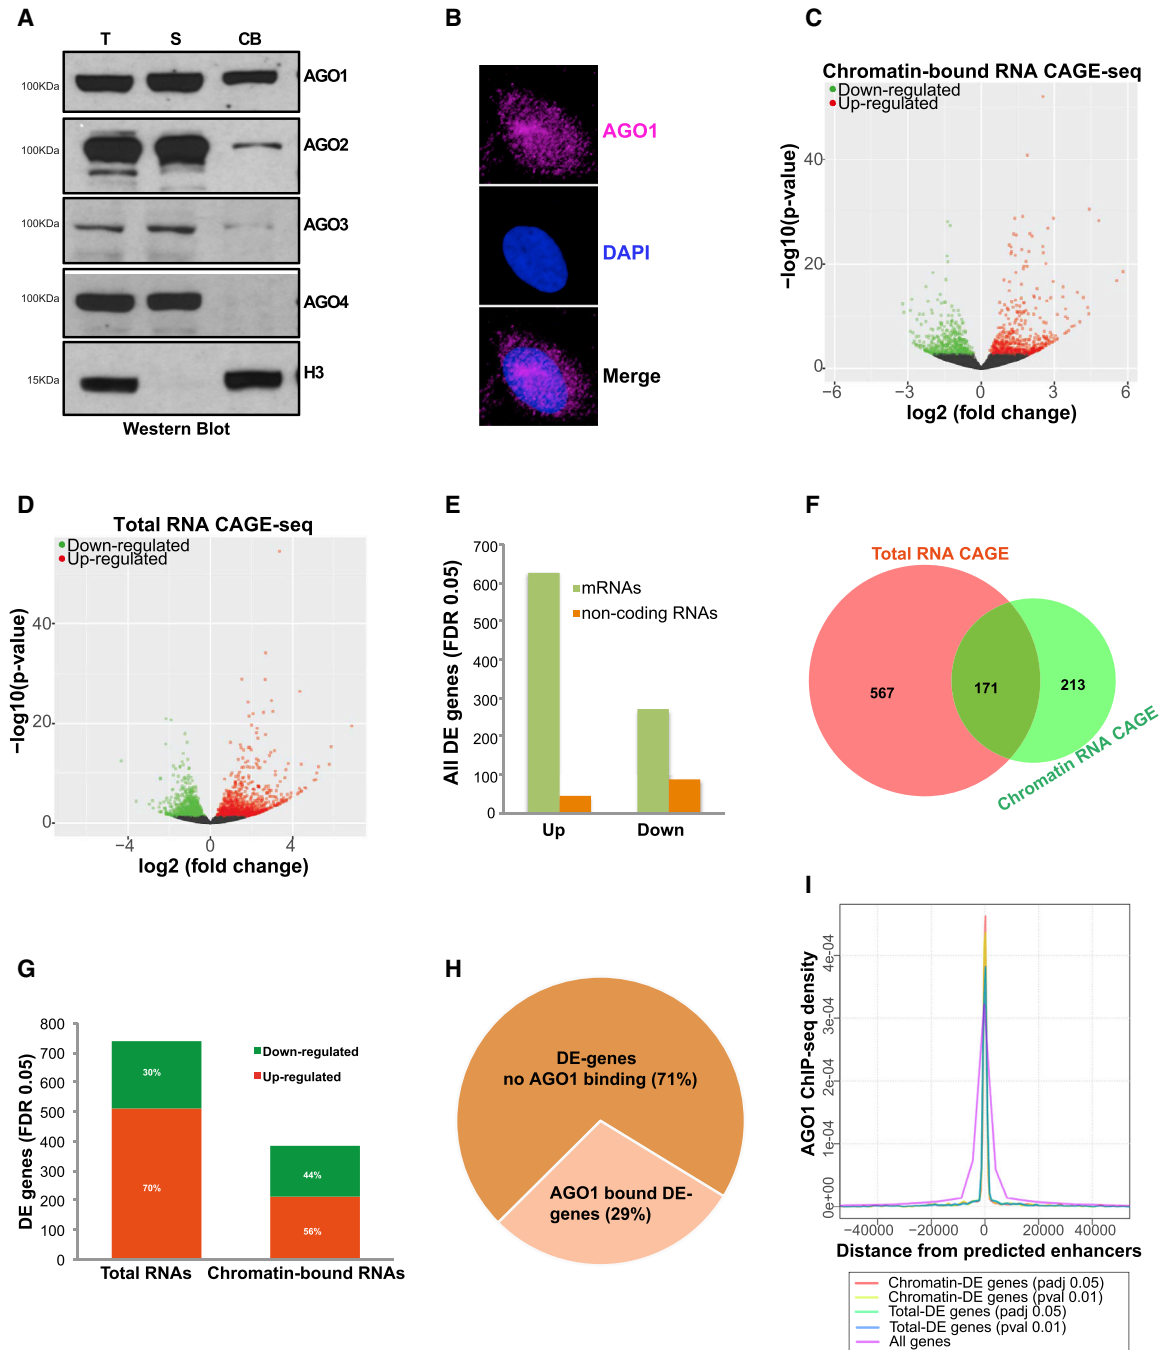 A
T S CB
100KDa AGO1
100KDa AGO2
100KDa AGO3
100KDa AGO4
15KDa H3
Western Blot
B
AGO1
DAPI
Merge
C
Chromatin-bound RNA CAGE-seq
Down-regulated
Up-regulated
−log10(p-value)
40
20
0
−6 −3 0 3 6
log2 (fold change)
D
Total RNA CAGE-seq
Down-regulated
Up-regulated
−log10(p-value)
40
20
0
−4 0 4
log2 (fold change)
E
All DE genes (FDR 0.05)
700
600
500
400
300
200
100
0
mRNAs
non-coding RNAs
Up Down
F
Total RNA CAGE
567 171 213
Chromatin RNA CAGE
G
DE genes (FDR 0.05)
800
700
600
500
400
300
200
100
0
Down-regulated
Up-regulated
30%
70%
44%
56%
Total RNAs Chromatin-bound RNAs
H
DE-genes
no AGO1 binding (71%)
AGO1 bound DE-
genes (29%)
I
AGO1 ChIP-seq density
4e-04
3e-04
2e-04
1e-04
0e+00
−40000 −20000 0 20000 40000
Distance from predicted enhancers
Chromatin-DE genes (padj 0.05)
Chromatin-DE genes (pval 0.01)
Total-DE genes (padj 0.05)
Total-DE genes (pval 0.01)
All genes